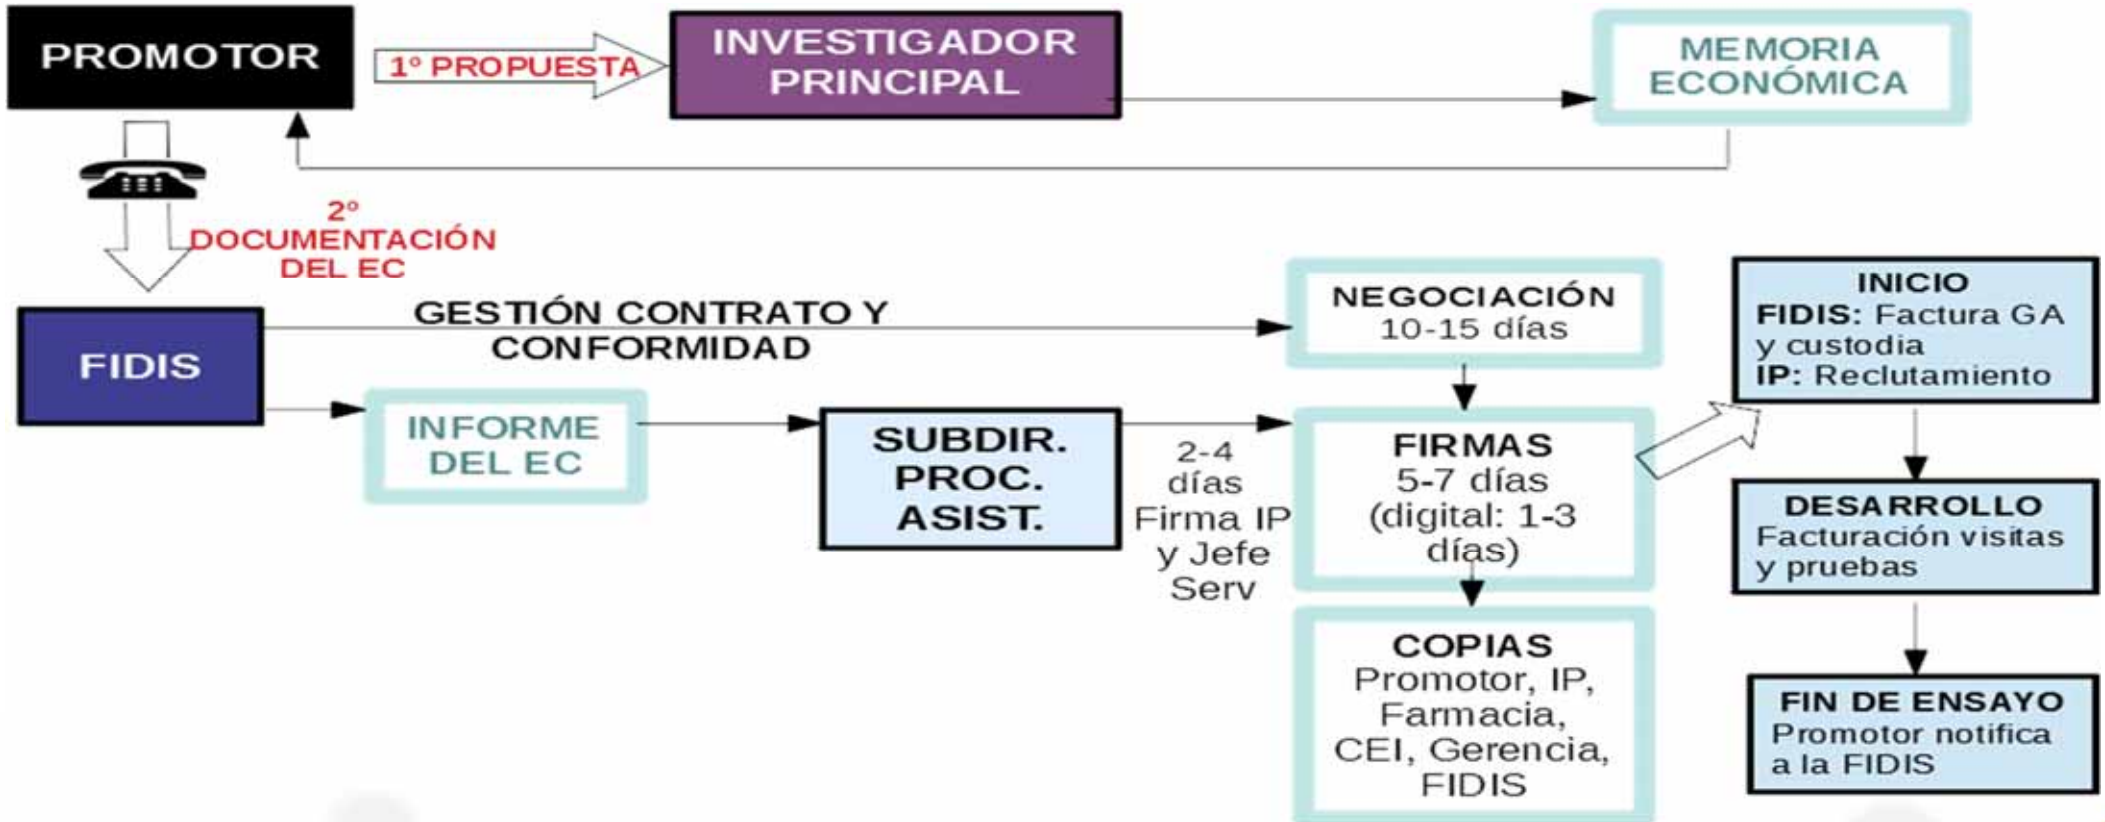 PROMOTOR
1º PROPUESTA
INVESTIGADOR
PRINCIPAL
MEMORIA
ECONÓMICA
2º
DOCUMENTACIÓN
DEL EC
FIDIS
GESTIÓN CONTRATO Y
CONFORMIDAD
INFORME
DEL EC
SUBDIR.
PROC.
ASIST.
2-4
días
Firma IP
y Jefe
Serv
NEGOCIACIÓN
10-15 días
FIRMAS
5-7 días
(digital: 1-3
días)
COPIAS
Promotor, IP,
Farmacia,
CEI, Gerencia,
FIDIS
INICIO
FIDIS: Factura GA
y custodia
IP: Reclutamiento
DESARROLLO
Facturación visitas
y pruebas
FIN DE ENSAYO
Promotor notifica
a la FIDIS